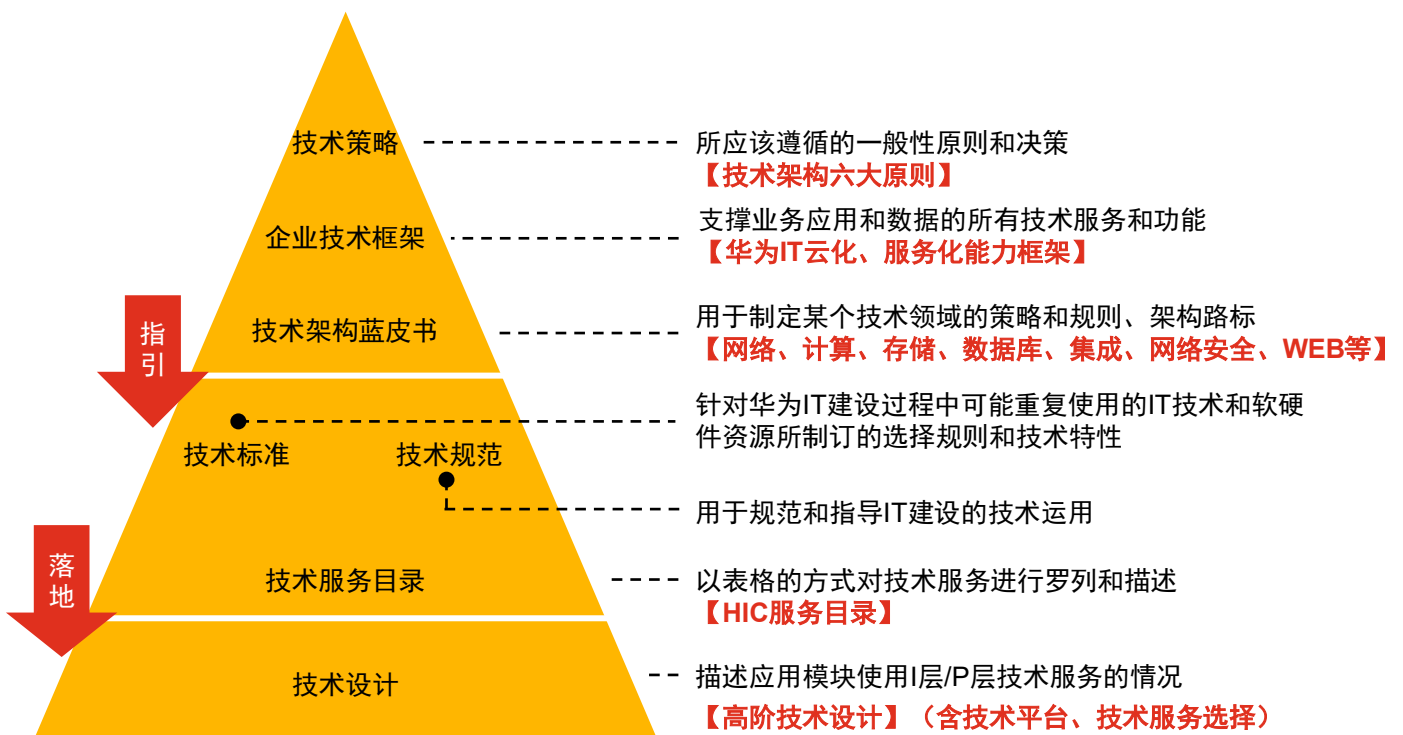 技术策略
所应该遵循的一般性原则和决策
【技术架构六大原则】
企业技术框架
支撑业务应用和数据的所有技术服务和功能
【华为IT云化、服务化能力框架】
指引
技术架构蓝皮书
用于制定某个技术领域的策略和规则、架构路标
【网络、计算、存储、数据库、集成、网络安全、WEB等】
技术标准
针对华为IT建设过程中可能重复使用的IT技术和软硬
件资源所制订的选择规则和技术特性
技术规范
用于规范和指导IT建设的技术运用
落地
技术服务目录
以表格的方式对技术服务进行罗列和描述
【HIC服务目录】
技术设计
描述应用模块使用I层/P层技术服务的情况
【高阶技术设计】（含技术平台、技术服务选择）